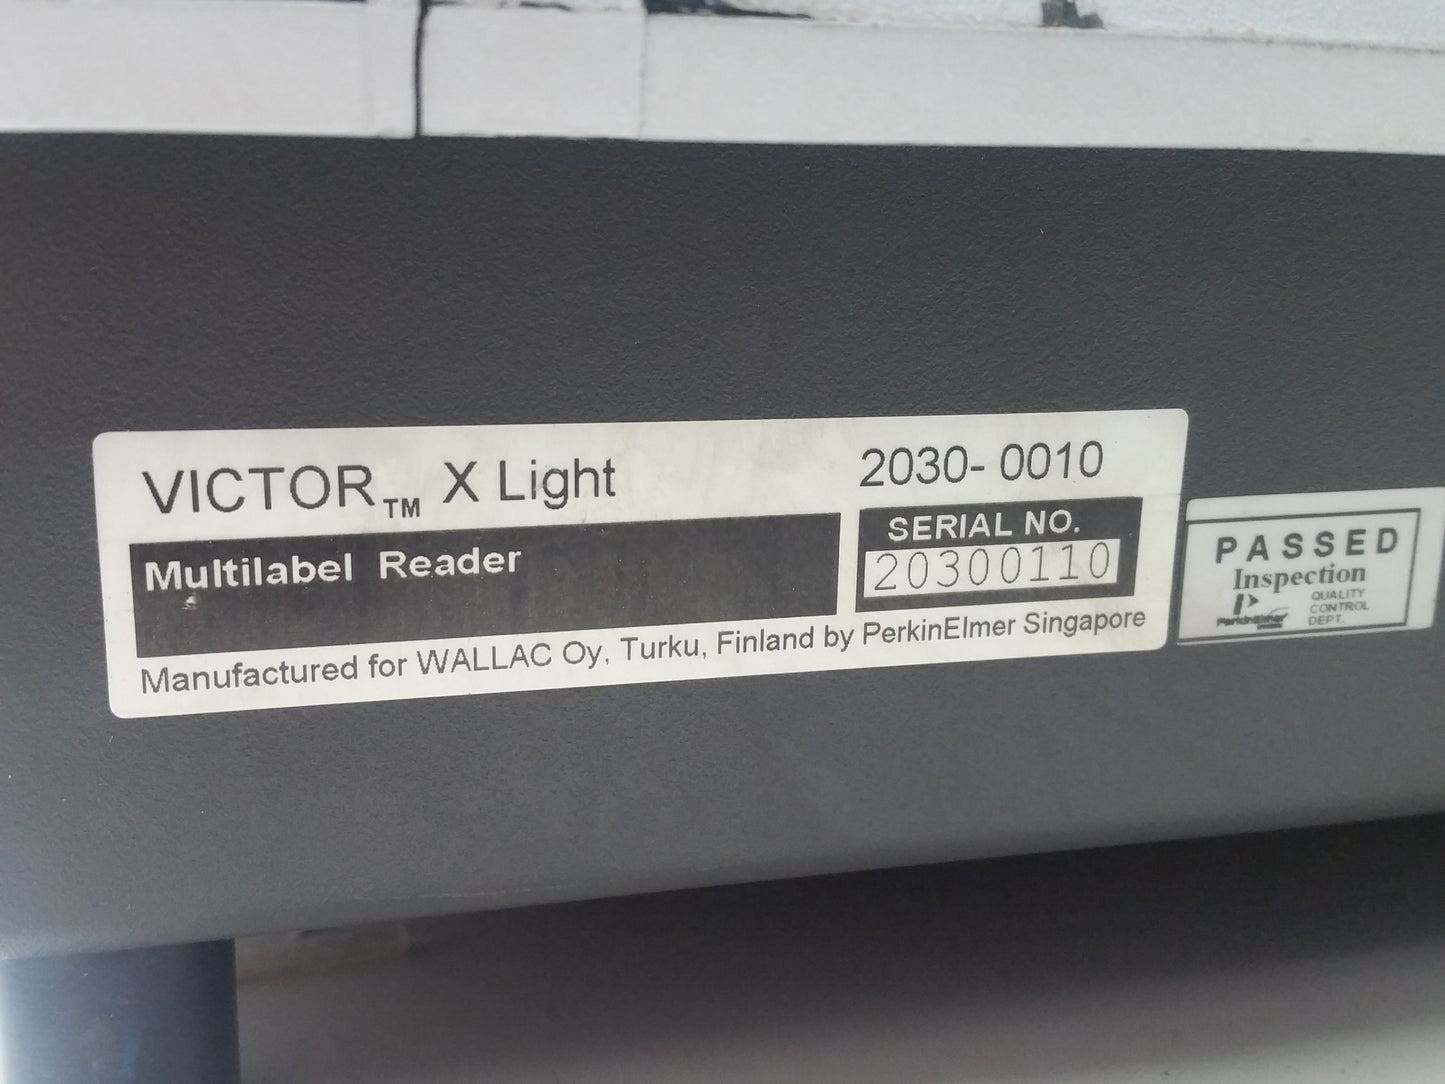 VICTOR™ X Light
2030- 0010
Multilabel Reader
SERIAL NO.
20300110
Manufactured for WALLAC Oy, Turku, Finland by PerkinElmer Singapore
PASSED
Inspection
PerkinElmer
QUALITY
CONTROL
DEPT.